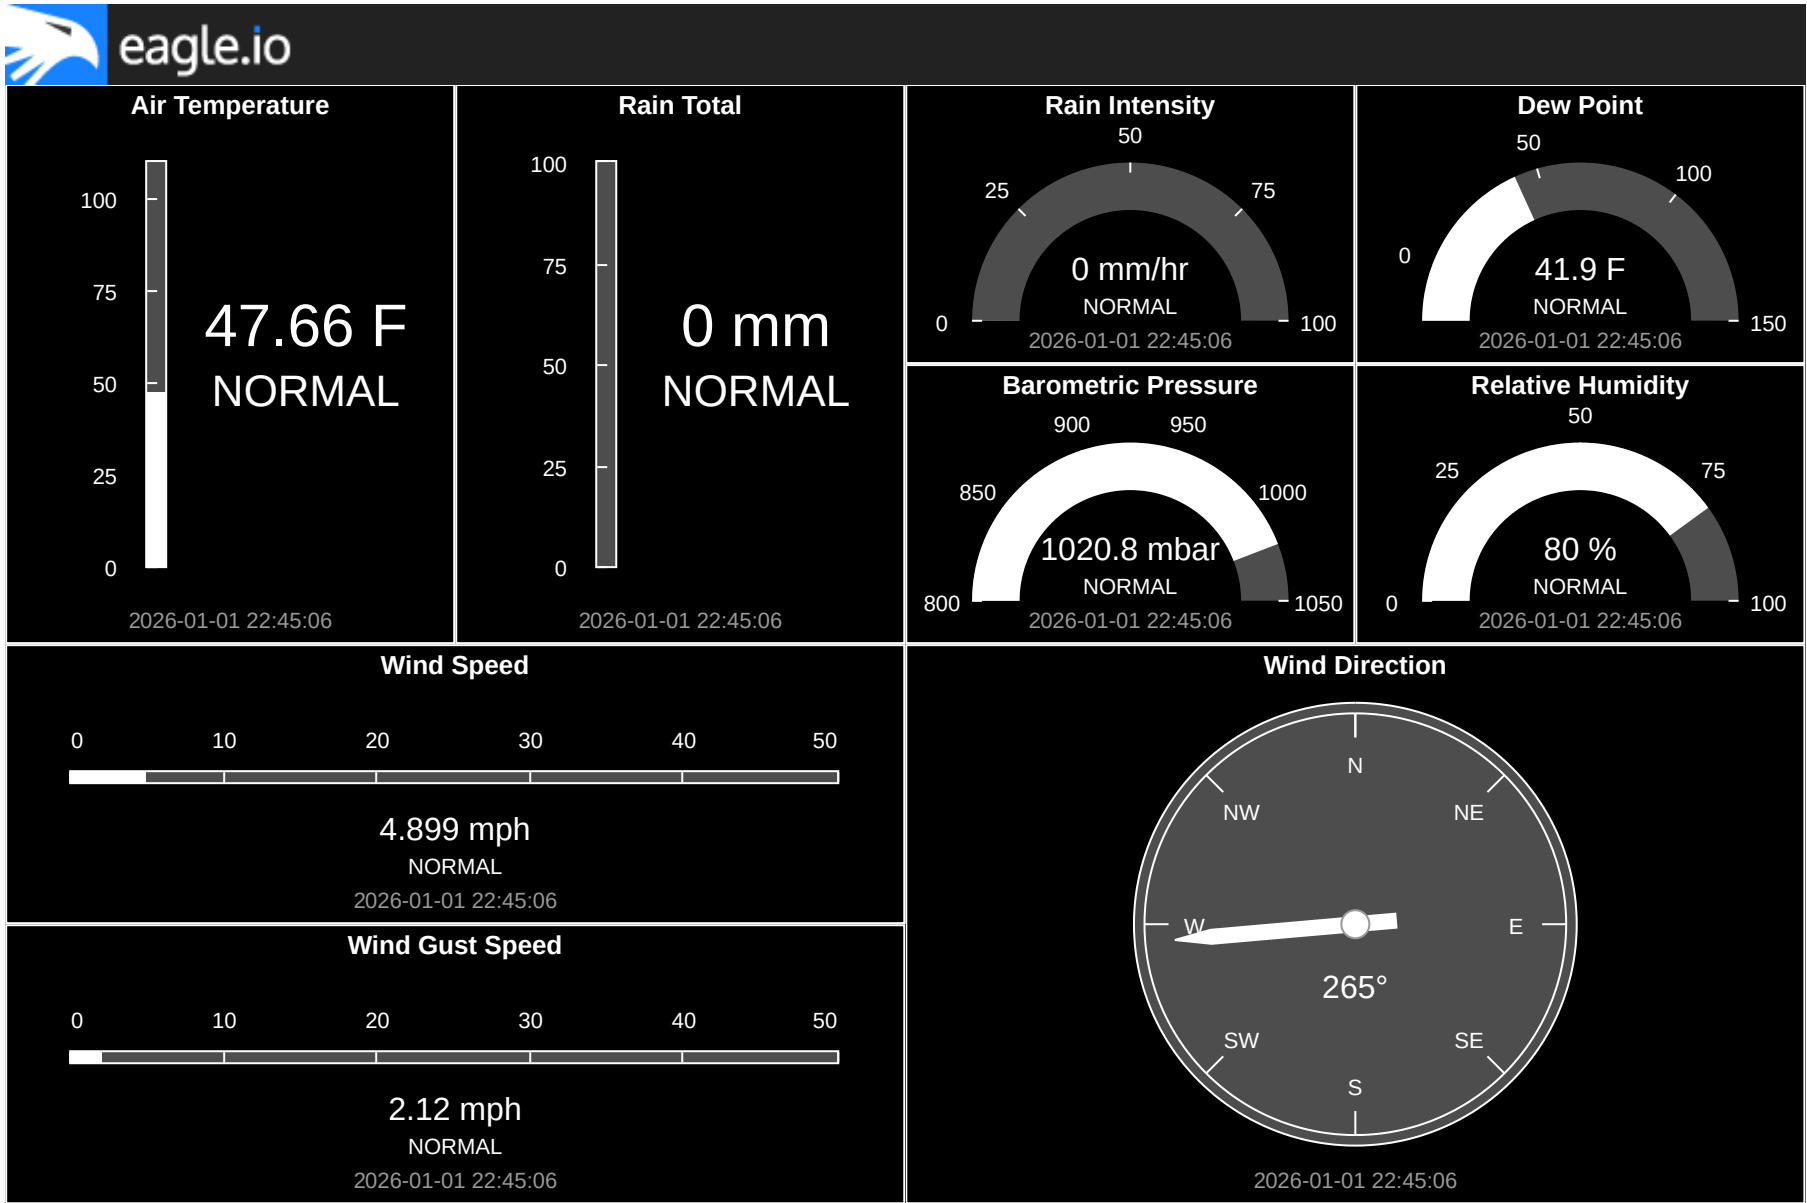 eagle.io
Air Temperature
100
75
50
25
0
47.66 F
NORMAL
2026-01-01 22:45:06
Rain Total
100
75
50
25
0
0 mm
NORMAL
2026-01-01 22:45:06
Rain Intensity
50
25
75
0
100
0 mm/hr
NORMAL
2026-01-01 22:45:06
Dew Point
50
100
0
150
41.9 F
NORMAL
2026-01-01 22:45:06
Barometric Pressure
900
950
850
1000
800
1050
1020.8 mbar
NORMAL
2026-01-01 22:45:06
Relative Humidity
50
25
75
0
100
80 %
NORMAL
2026-01-01 22:45:06
Wind Speed
0 10 20 30 40 50
4.899 mph
NORMAL
2026-01-01 22:45:06
Wind Gust Speed
0 10 20 30 40 50
2.12 mph
NORMAL
2026-01-01 22:45:06
Wind Direction
N
NW NE
W E
265°
SW SE
S
2026-01-01 22:45:06